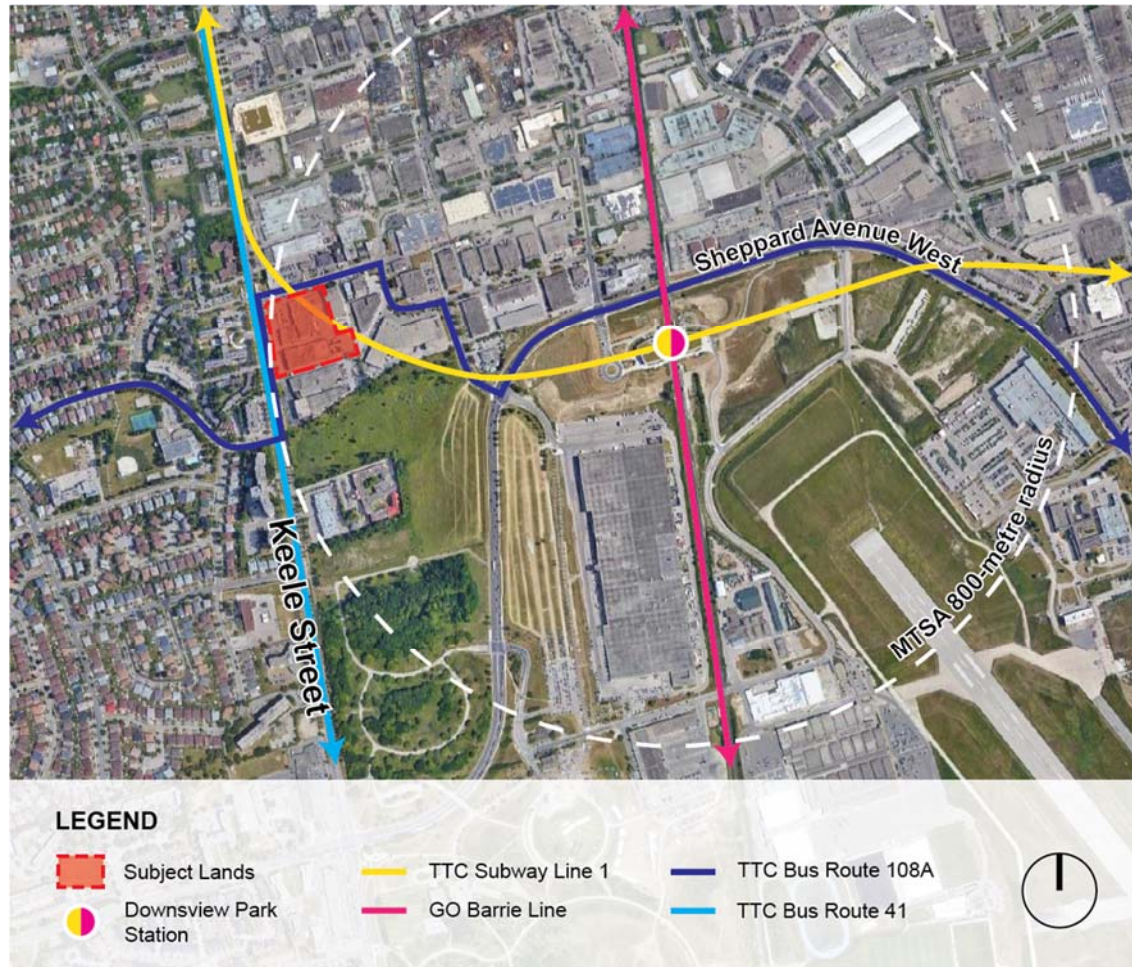 Sheppard Avenue West
MTSA 800-metre radius
Keele Street
LEGEND
Subject Lands
TTC Subway Line 1
TTC Bus Route 108A
Downsview Park
Station
GO Barrie Line
TTC Bus Route 41